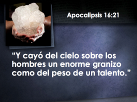 Apocalipsis 16:21
"Y cayó del cielo sobre los
hombres un enorme granizo
como del peso de un talento."